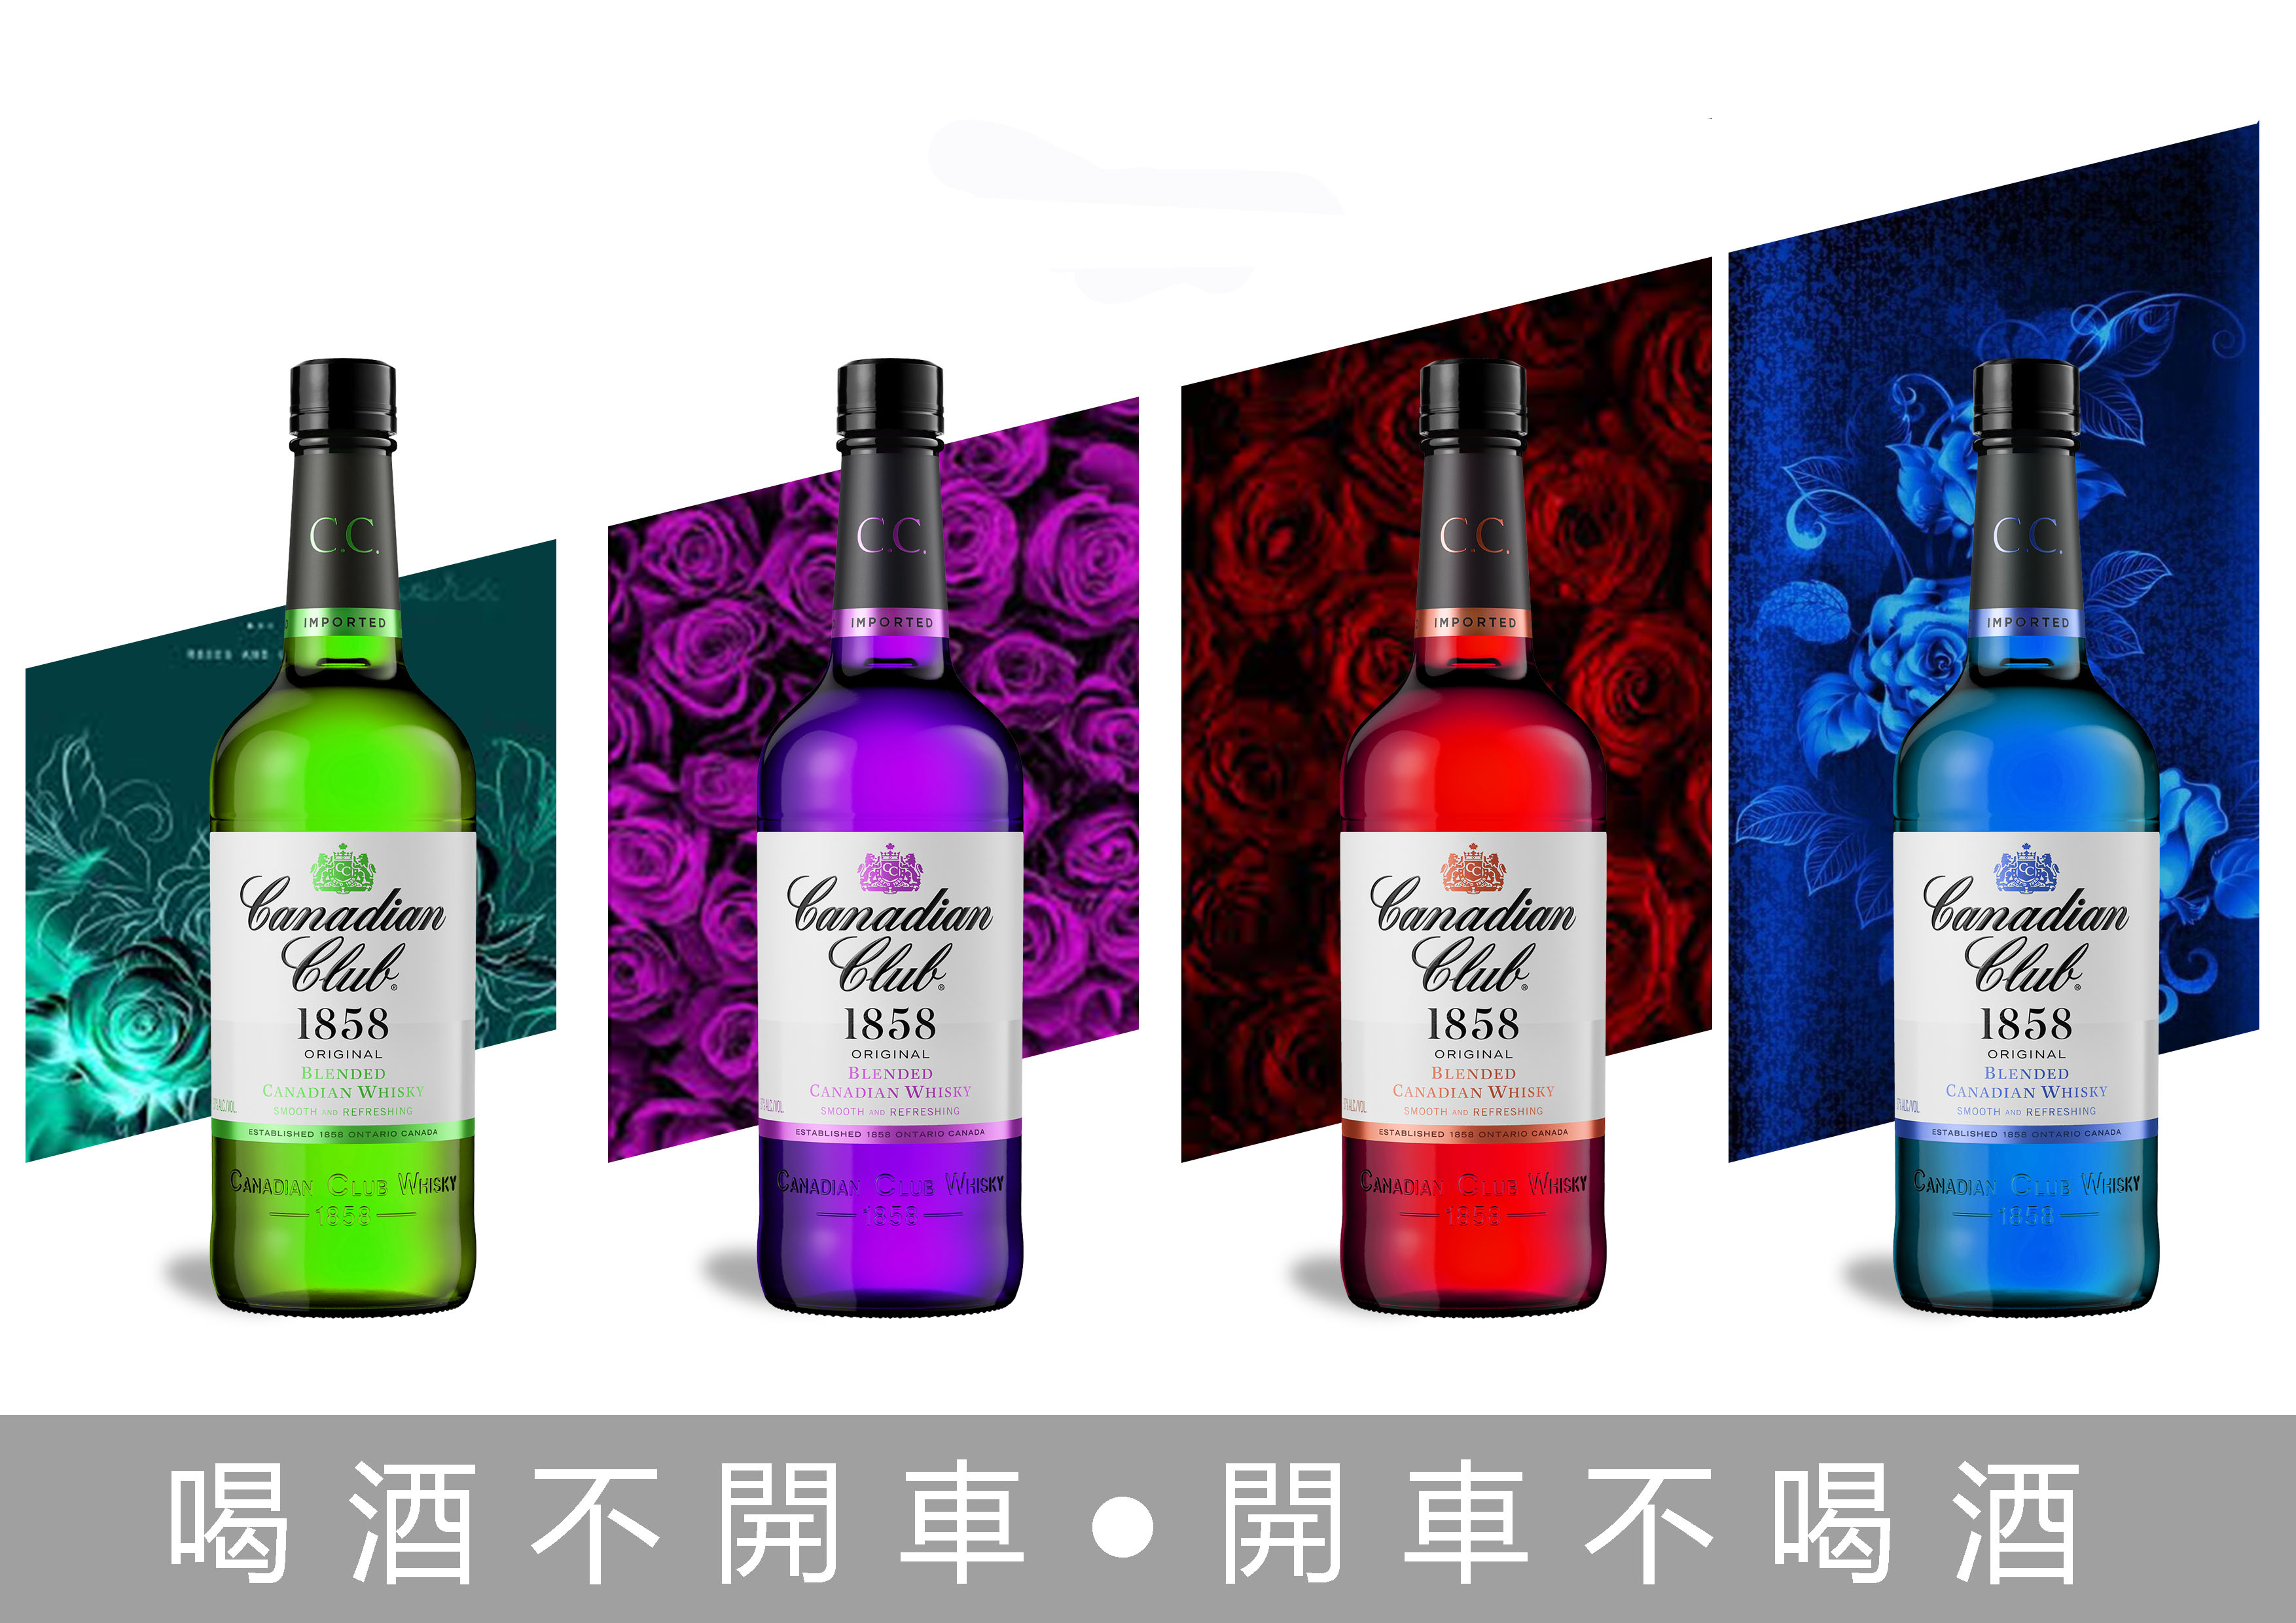 C.C.
IMPORTED
Canadian
Club®
1858
ORIGINAL
BLENDED
CANADIAN WHISKY
SMOOTH AND REFRESHING
ESTABLISHED 1858 ONTARIO CANADA
CANADIAN CLUB WHISKY
1858
C.C.
IMPORTED
Canadian
Club®
1858
ORIGINAL
BLENDED
CANADIAN WHISKY
SMOOTH AND REFRESHING
ESTABLISHED 1858 ONTARIO CANADA
CANADIAN CLUB WHISKY
1858
C.C.
IMPORTED
Canadian
Club®
1858
ORIGINAL
BLENDED
CANADIAN WHISKY
SMOOTH AND REFRESHING
ESTABLISHED 1858 ONTARIO CANADA
CANADIAN CLUB WHISKY
1858
C.C.
IMPORTED
Canadian
Club®
1858
ORIGINAL
BLENDED
CANADIAN WHISKY
SMOOTH AND REFRESHING
ESTABLISHED 1858 ONTARIO CANADA
CANADIAN CLUB WHISKY
1858
喝酒不開車●開車不喝酒